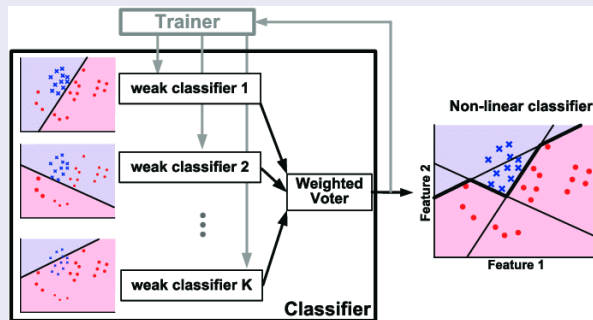 Trainer
weak classifier 1
weak classifier 2
weak classifier K
Weighted
Voter
Classifier
Non-linear classifier
Feature 2
Feature 1